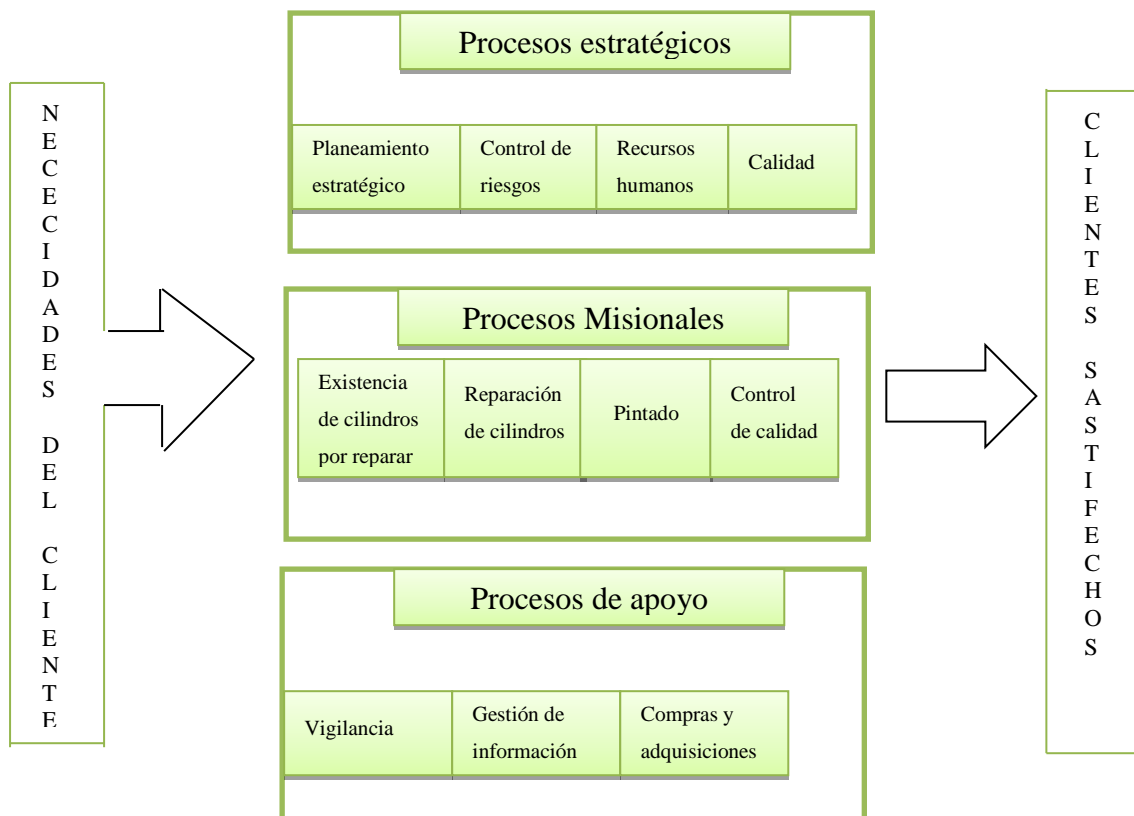 NECECIDADES DEL CLIENTE
Procesos estratégicos
Planeamiento
estratégico
Control de
riesgos
Recursos
humanos
Calidad
Procesos Misionales
Existencia
de cilindros
por reparar
Reparación
de cilindros
Pintado
Control
de calidad
Procesos de apoyo
Vigilancia
Gestión de
información
Compras y
adquisiciones
CLIENTES SASTIFECHOS